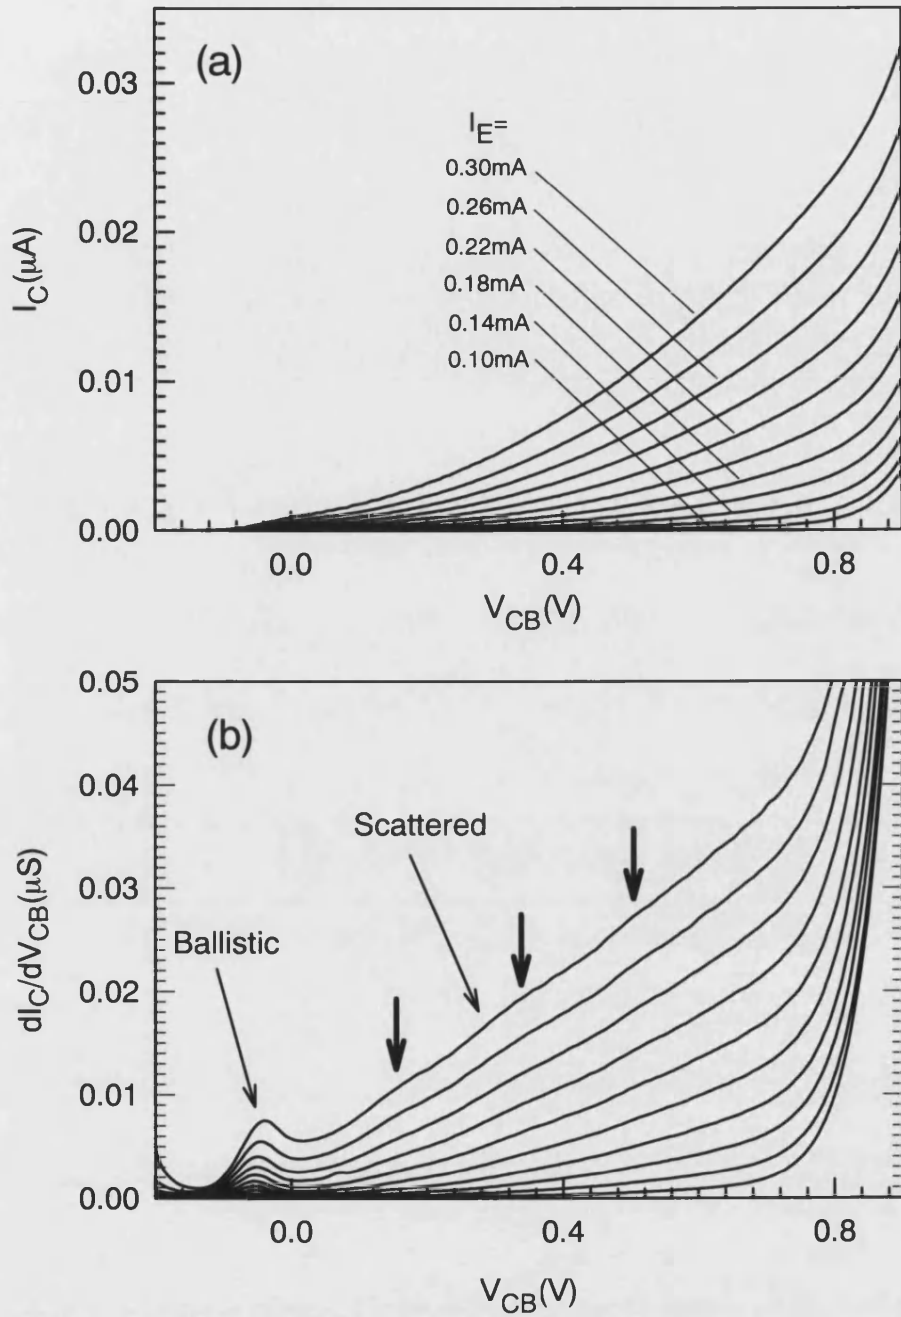 (a)
0.03
0.02
0.01
0.00
I_C(μA)
I_E=
0.30mA
0.26mA
0.22mA
0.18mA
0.14mA
0.10mA
0.0 0.4 0.8
V_CB(V)
(b)
0.05
0.04
0.03
0.02
0.01
0.00
dI_C/dV_CB(μS)
Scattered
Ballistic
0.0 0.4 0.8
V_CB(V)